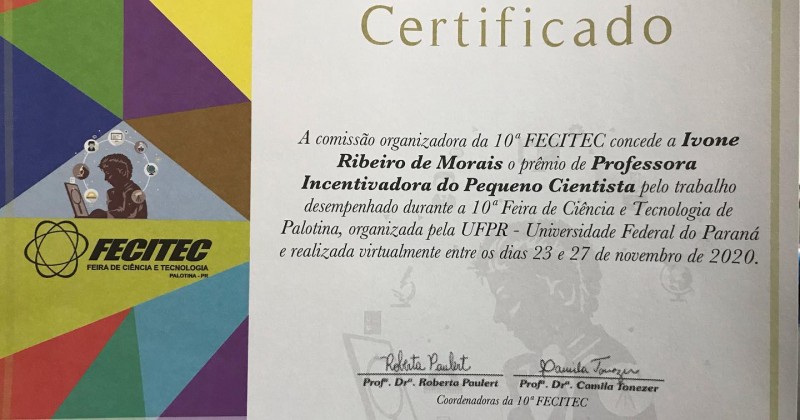 Certificado
A comissão organizadora da 10ª FECITEC concede a Ivone
Ribeiro de Morais o prêmio de Professora
Incentivadora do Pequeno Cientista pelo trabalho
desempenhado durante a 10ª Feira de Ciência e Tecnologia de
Palotina, organizada pela UFPR - Universidade Federal do Paraná
e realizada virtualmente entre os dias 23 e 27 de novembro de 2020.
FECITEC
FEIRA DE CIÊNCIA E TECNOLOGIA
PALOTINA - PR
Roberta Paulert
Profª. Drª. Roberta Paulert
Camila Tonezer
Profª. Drª. Camila Tonezer
Coordenadoras da 10ª FECITEC